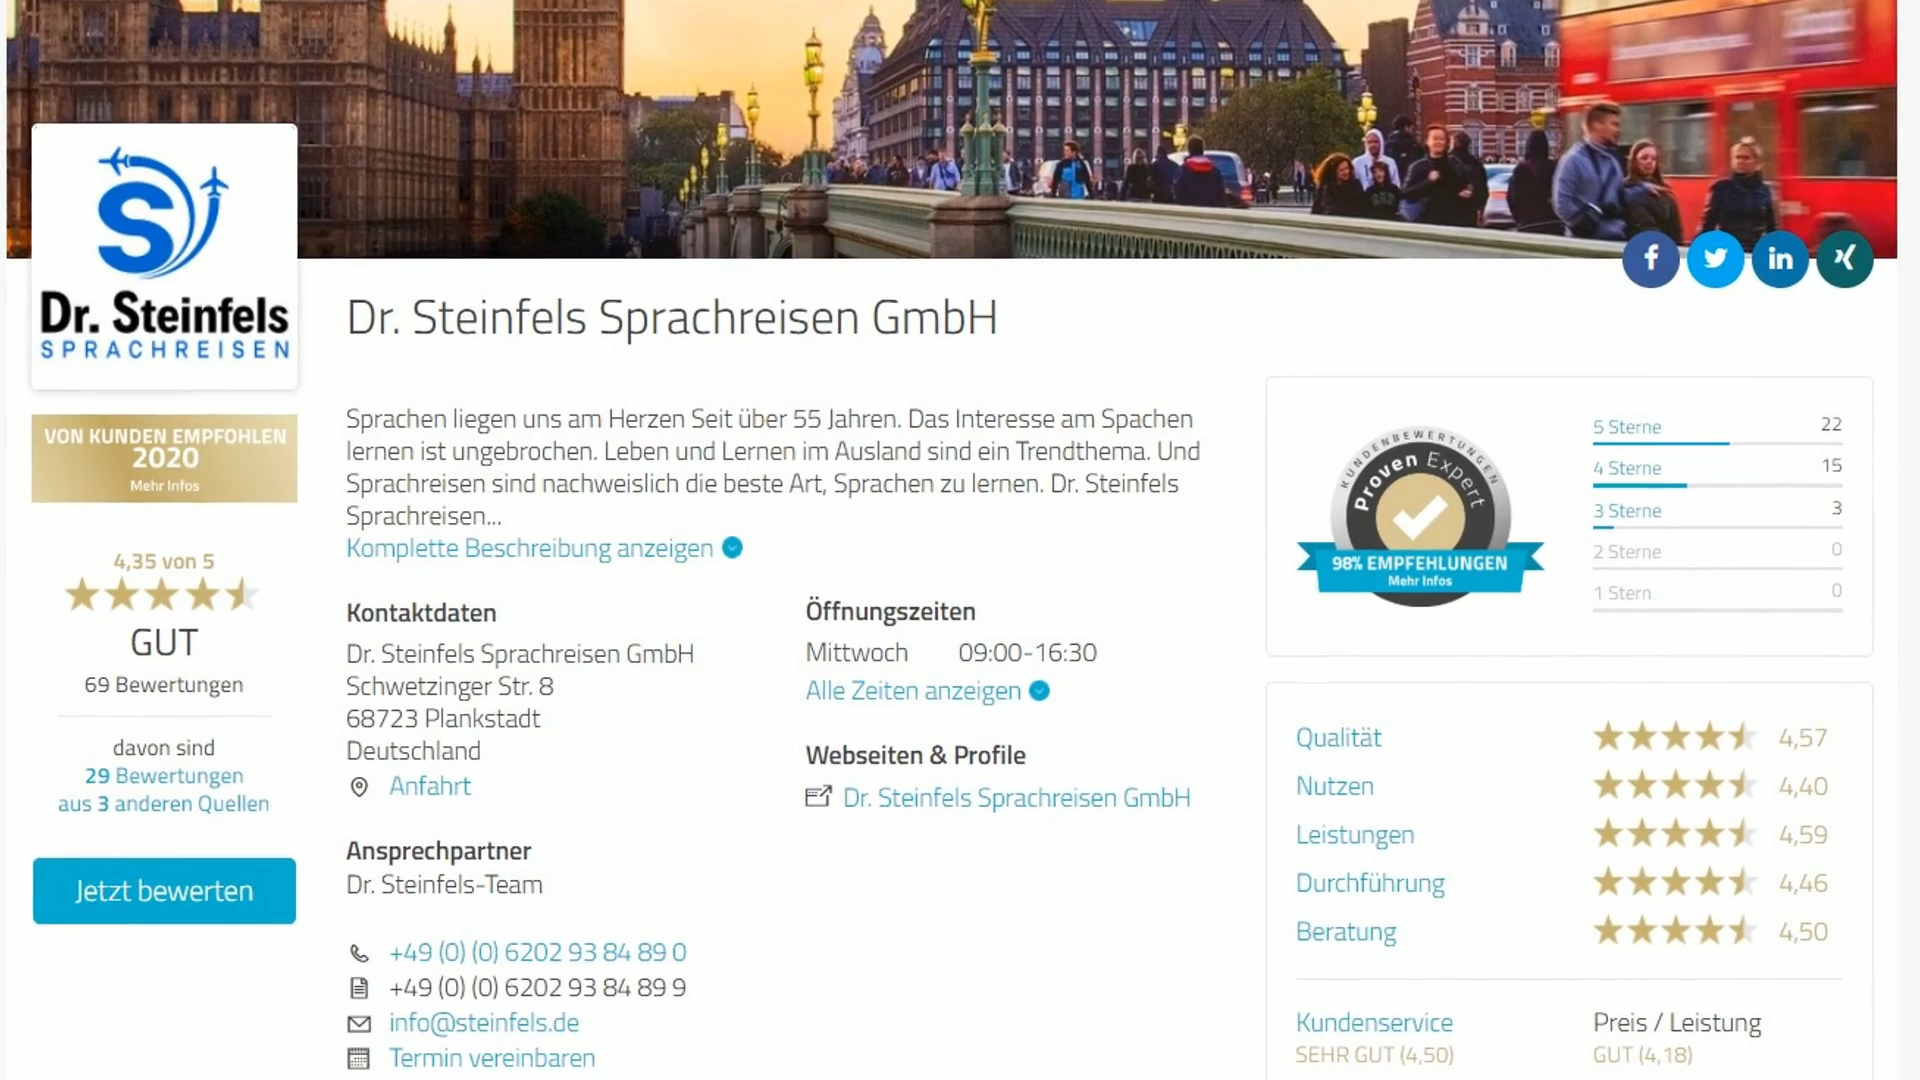 Dr. Steinfels
SPRACHREISEN
VON KUNDEN EMPFOHLEN
2020
Mehr Infos
4,35 von 5
GUT
69 Bewertungen
davon sind
29 Bewertungen
aus 3 anderen Quellen
Jetzt bewerten
Dr. Steinfels Sprachreisen GmbH
Sprachen liegen uns am Herzen Seit über 55 Jahren. Das Interesse am Spachen
lernen ist ungebrochen. Leben und Lernen im Ausland sind ein Trendthema. Und
Sprachreisen sind nachweislich die beste Art, Sprachen zu lernen. Dr. Steinfels
Sprachreisen...
Komplette Beschreibung anzeigen
Kontaktdaten
Dr. Steinfels Sprachreisen GmbH
Schwetzinger Str. 8
68723 Plankstadt
Deutschland
Anfahrt
Ansprechpartner
Dr. Steinfels-Team
+49 (0) (0) 6202 93 84 89 0
+49 (0) (0) 6202 93 84 89 9
info@steinfels.de
Termin vereinbaren
Öffnungszeiten
Mittwoch 09:00-16:30
Alle Zeiten anzeigen
Webseiten & Profile
Dr. Steinfels Sprachreisen GmbH
KUNDENBEWERTUNGEN
Proven Expert
98% EMPFEHLUNGEN
Mehr Infos
5 Sterne 22
4 Sterne 15
3 Sterne 3
2 Sterne 0
1 Stern 0
Qualität 4,57
Nutzen 4,40
Leistungen 4,59
Durchführung 4,46
Beratung 4,50
Kundenservice
SEHR GUT (4,50)
Preis / Leistung
GUT (4,18)